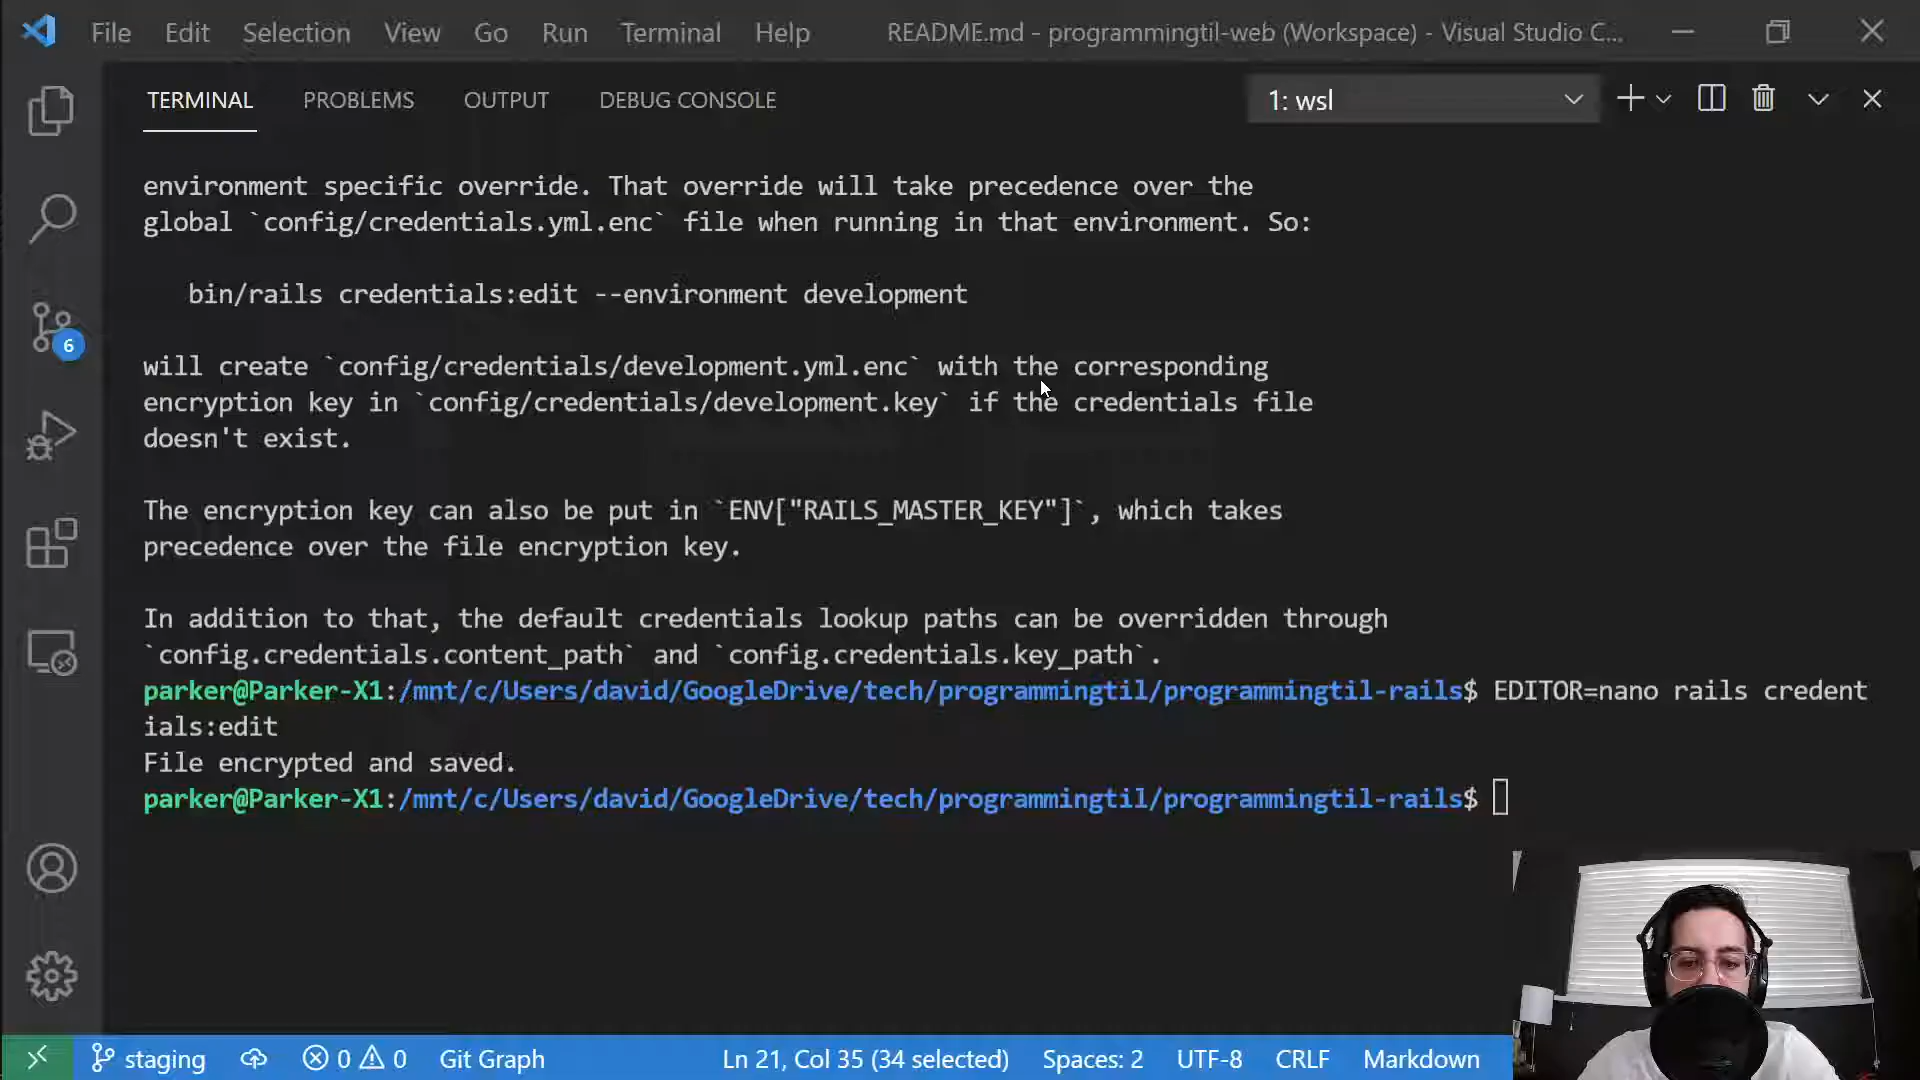 File Edit Selection View Go Run Terminal Help README.md - programmingtil-web (Workspace) - Visual Studio C...
TERMINAL PROBLEMS OUTPUT DEBUG CONSOLE 1: wsl
environment specific override. That override will take precedence over the
global `config/credentials.yml.enc` file when running in that environment. So:
bin/rails credentials:edit --environment development
will create `config/credentials/development.yml.enc` with the corresponding
encryption key in `config/credentials/development.key` if the credentials file
doesn't exist.
The encryption key can also be put in `ENV["RAILS_MASTER_KEY"]`, which takes
precedence over the file encryption key.
In addition to that, the default credentials lookup paths can be overridden through
`config.credentials.content_path` and `config.credentials.key_path`.
parker@Parker-X1:/mnt/c/Users/david/GoogleDrive/tech/programmingtil/programmingtil-rails$ EDITOR=nano rails credent
ials:edit
File encrypted and saved.
parker@Parker-X1:/mnt/c/Users/david/GoogleDrive/tech/programmingtil/programmingtil-rails$
6
staging 0 0 Git Graph Ln 21, Col 35 (34 selected) Spaces: 2 UTF-8 CRLF Markdown